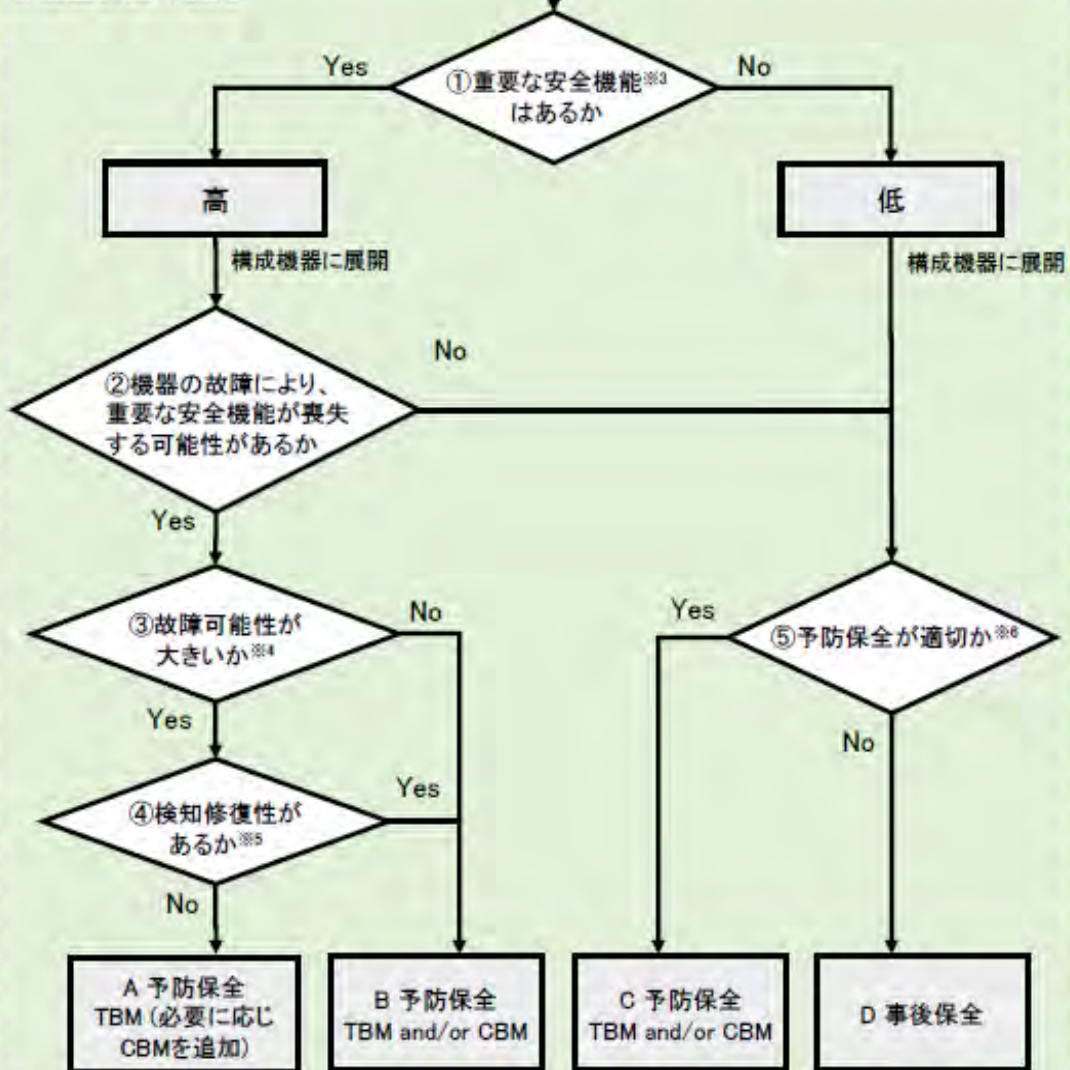 Yes
①重要な安全機能※3
はあるか
No
高
低
構成機器に展開
構成機器に展開
No
②機器の故障により、
重要な安全機能が喪失
する可能性があるか
Yes
③故障可能性が
大きいか※4
No
Yes
⑤予防保全が適切か※6
Yes
No
④検知修復性が
あるか※5
Yes
No
A 予防保全
TBM (必要に応じ
CBMを追加)
B 予防保全
TBM and/or CBM
C 予防保全
TBM and/or CBM
D 事後保全